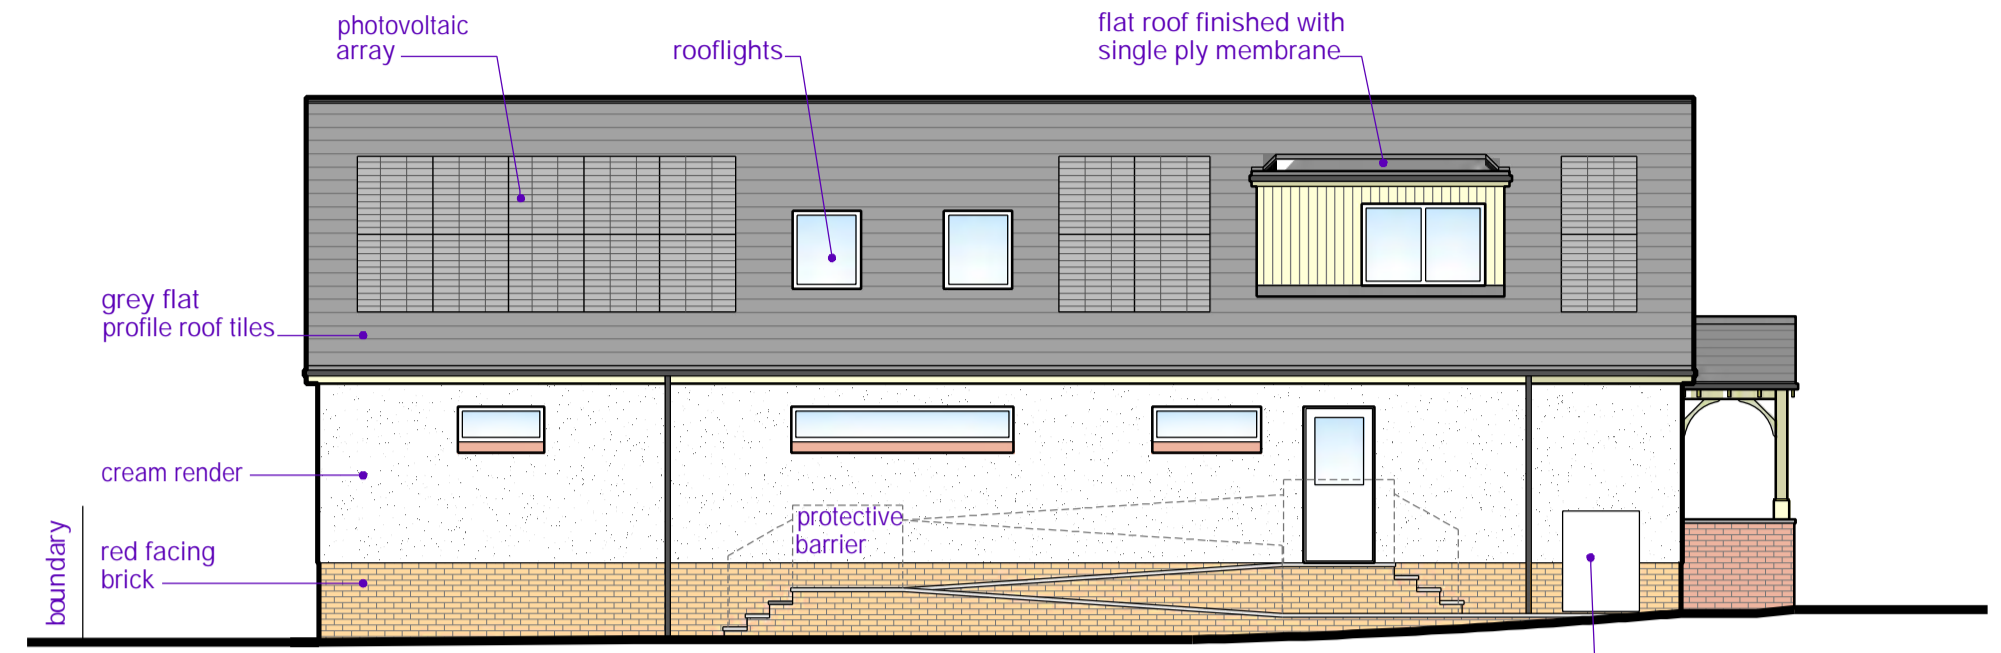 photovoltaic
array
rooflights
flat roof finished with
single ply membrane
grey flat
profile roof tiles
cream render
protective
barrier
boundary
red facing
brick